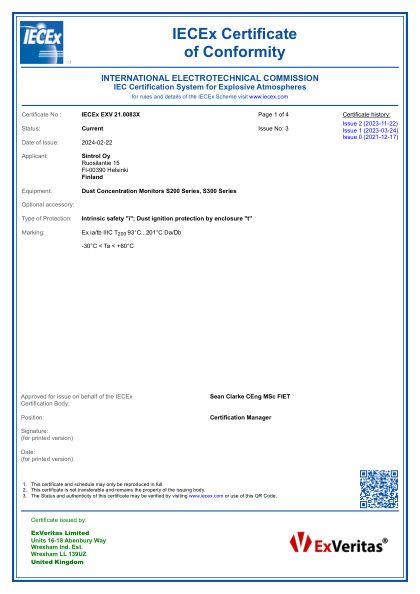 IECEx
IECEx Certificate
of Conformity
INTERNATIONAL ELECTROTECHNICAL COMMISSION
IEC Certification System for Explosive Atmospheres
for rules and details of the IECEx Scheme visit www.iecex.com
Certificate No.: IECEx EXV 21.0083X Page 1 of 4 Certificate history:
Issue 2 (2023-11-22)
Status: Current Issue No: 3 Issue 1 (2023-03-24)
Issue 0 (2021-12-17)
Date of Issue: 2024-02-22
Applicant: Sintrol Oy
Ruosilantie 15
FI-00390 Helsinki
Finland
Equipment: Dust Concentration Monitors S200 Series, S300 Series
Optional accessory:
Type of Protection: Intrinsic safety "i"; Dust ignition protection by enclosure "t"
Marking: Ex ia/tb IIIC T200 93°C...201°C Da/Db
-30°C < Ta < +60°C
Approved for issue on behalf of the IECEx Sean Clarke CEng MSc FIET
Certification Body:
Position: Certification Manager
Signature:
(for printed version)
Date:
(for printed version)
1. This certificate and schedule may only be reproduced in full.
2. This certificate is not transferable and remains the property of the issuing body.
3. The Status and authenticity of this certificate may be verified by visiting www.iecex.com or use of this QR Code.
Certificate issued by:
ExVeritas Limited
Units 16-18 Abenbury Way
Wrexham Ind. Est.
Wrexham LL 139UZ
United Kingdom
ExVeritas®